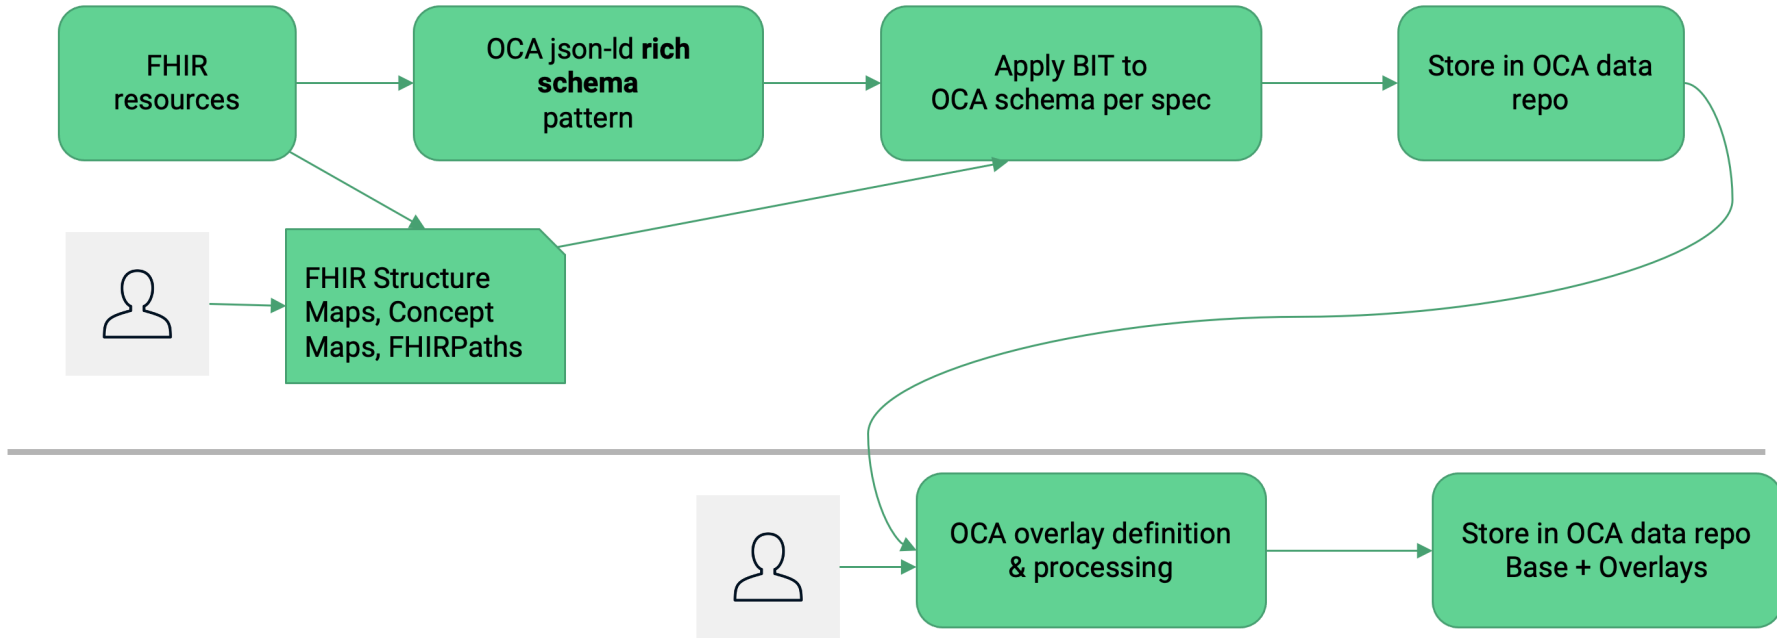 FHIR
resources
OCA json-ld rich
schema
pattern
Apply BIT to
OCA schema per spec
Store in OCA data
repo
FHIR Structure
Maps, Concept
Maps, FHIRPaths
OCA overlay definition
& processing
Store in OCA data repo
Base + Overlays